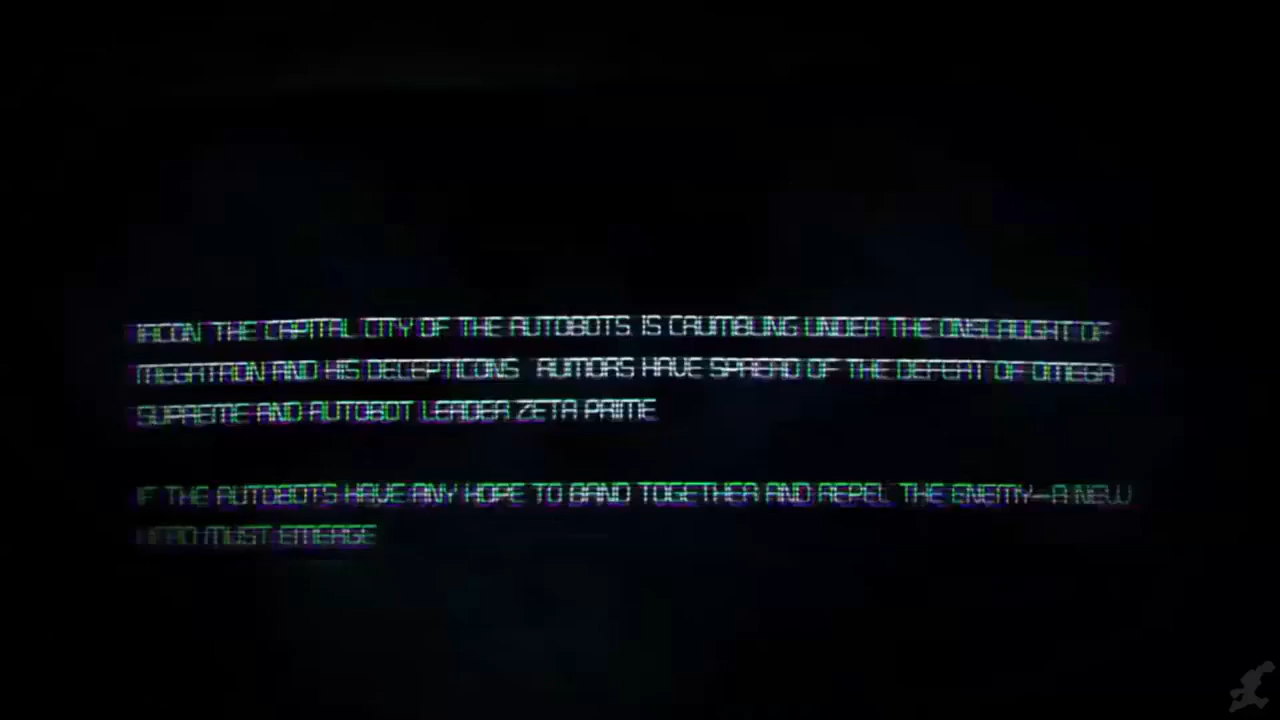 IACON THE CAPITAL CITY OF THE AUTOBOTS, IS CRUMBLING UNDER THE ONSLAUGHT OF
MEGATRON AND HIS DECEPTICONS. RUMORS HAVE SPREAD OF THE DEFEAT OF OMEGA
SUPREME AND AUTOBOT LEADER ZETA PRIME
IF THE AUTOBOTS HAVE ANY HOPE TO BAND TOGETHER AND REPEL THE ENEMY—A NEW
HERO MUST EMERGE